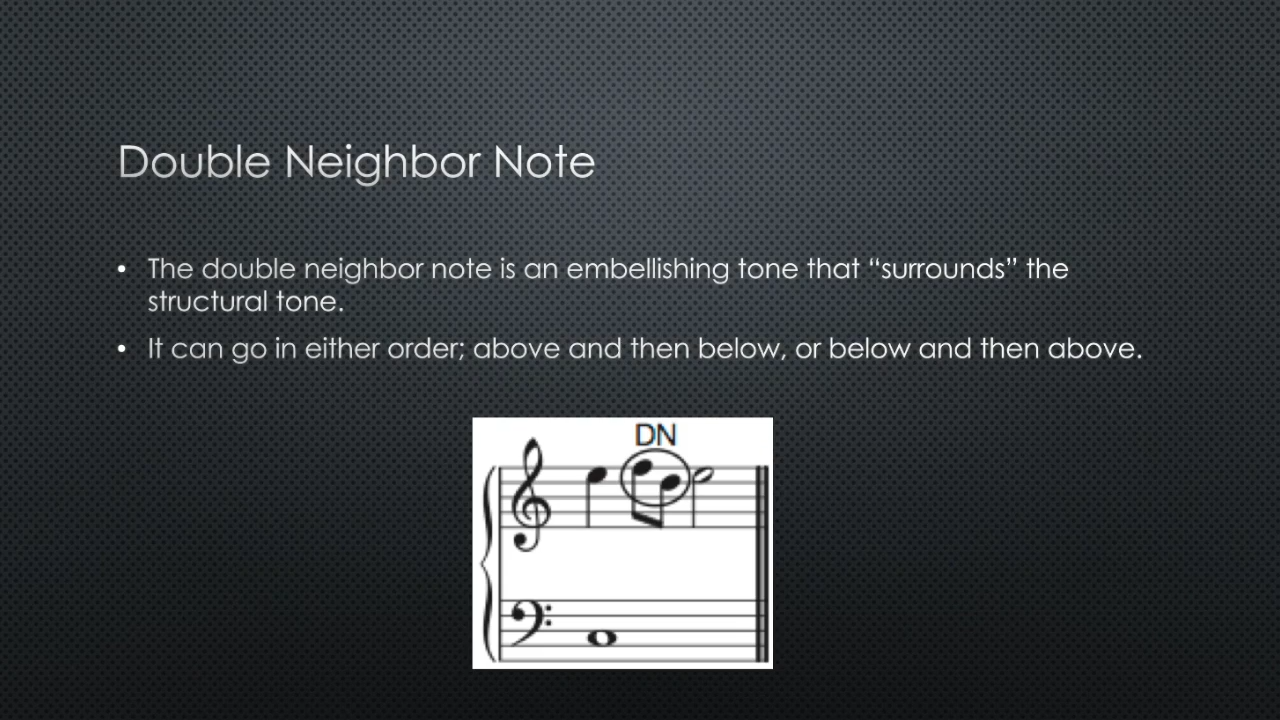 Double Neighbor Note
• The double neighbor note is an embellishing tone that “surrounds” the
structural tone.
• It can go in either order; above and then below, or below and then above.
DN